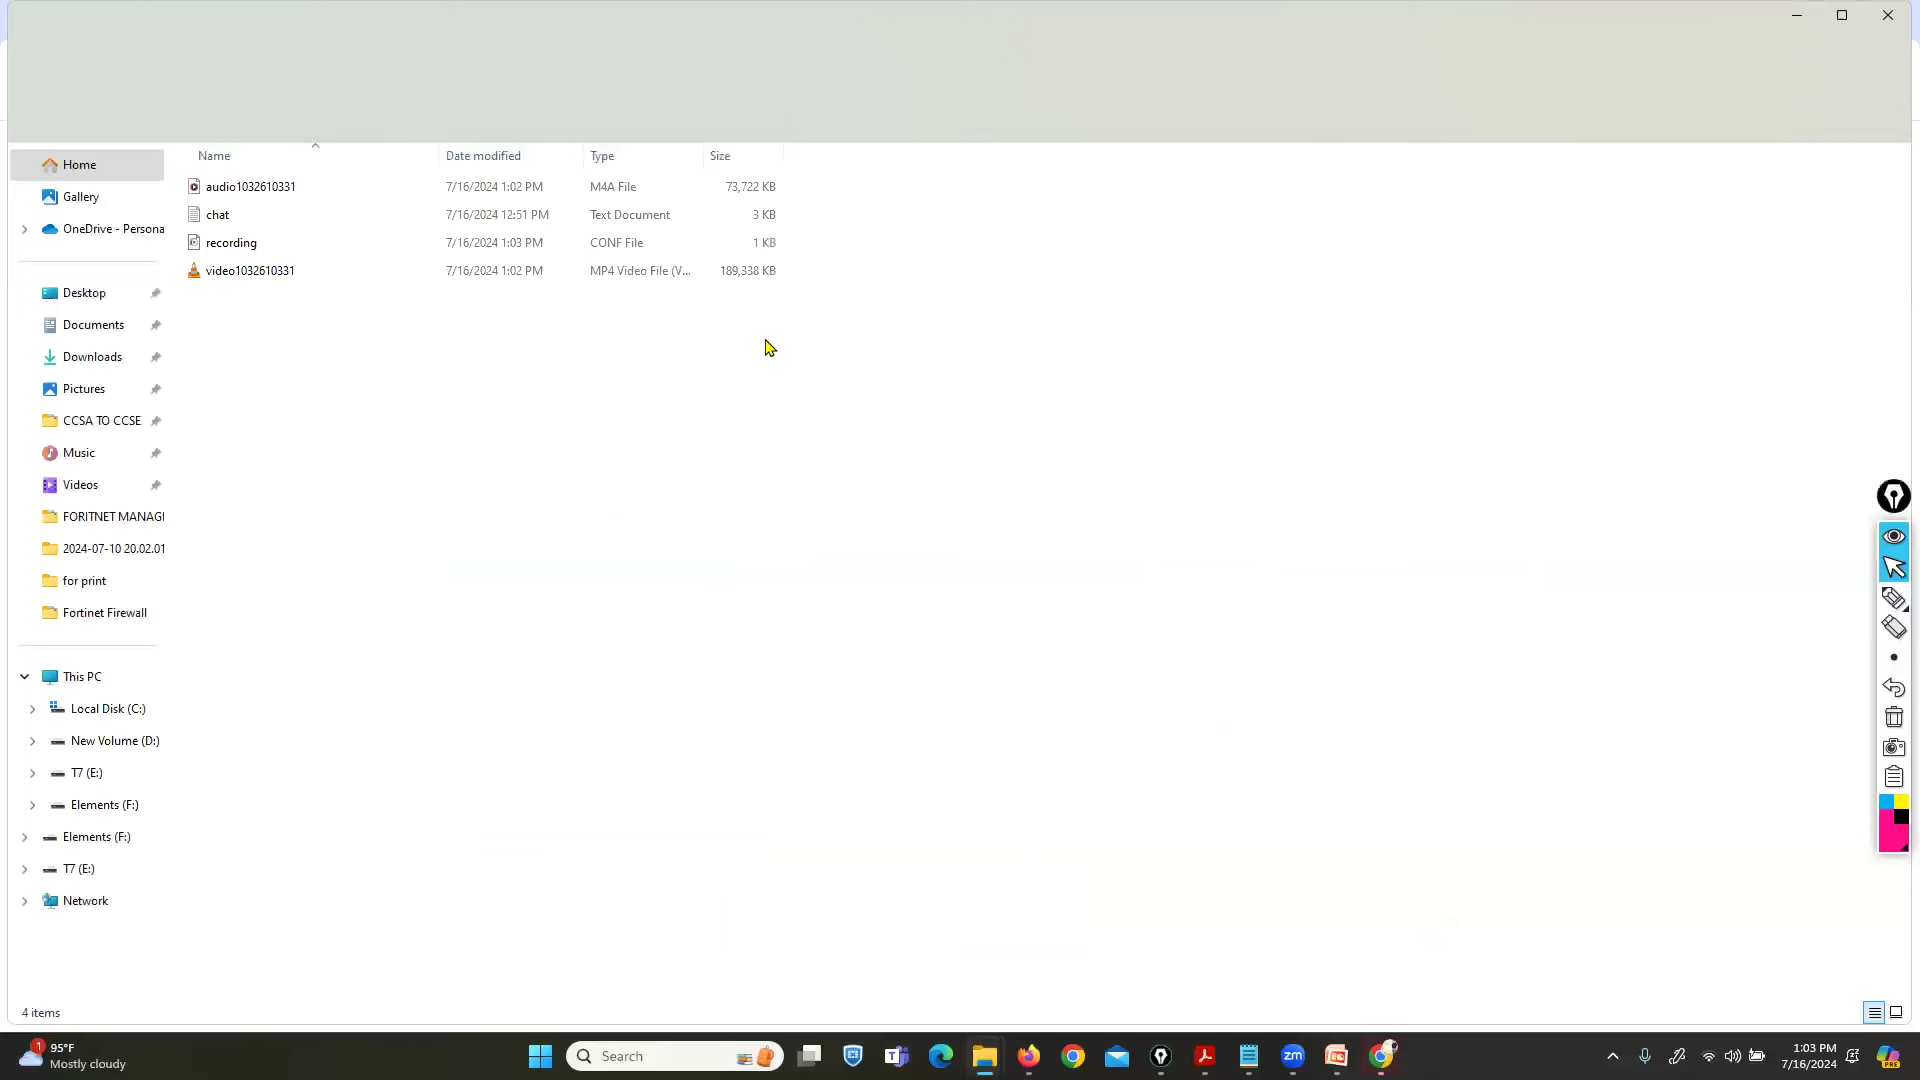 Name Date modified Type Size
Home
audio1032610331 7/16/2024 1:02 PM M4A File 73,722 KB
Gallery
chat 7/16/2024 12:51 PM Text Document 3 KB
OneDrive - Persona
recording 7/16/2024 1:03 PM CONF File 1 KB
video1032610331 7/16/2024 1:02 PM MP4 Video File (V... 189,338 KB
Desktop
Documents
Downloads
Pictures
CCSA TO CCSE
Music
Videos
FORITNET MANAGI
2024-07-10 20.02.01
for print
Fortinet Firewall
This PC
Local Disk (C:)
New Volume (D:)
T7 (E:)
Elements (F:)
Elements (F:)
T7 (E:)
Network
4 items
1
95°F
Mostly cloudy
Search
zm
1:03 PM
7/16/2024
PRE